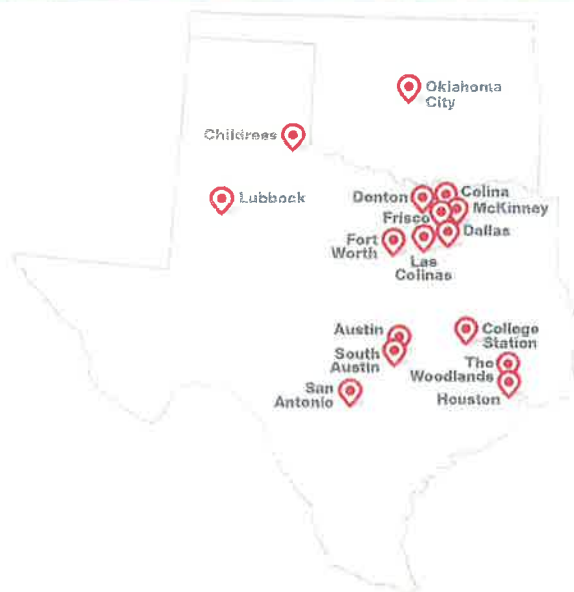 Oklahoma
City
Childress
Lubbock
Denton
Celina
McKinney
Frisco
Dallas
Fort
Worth
Las
Colinas
Austin
College
Station
South
Austin
The
Woodlands
San
Antonio
Houston